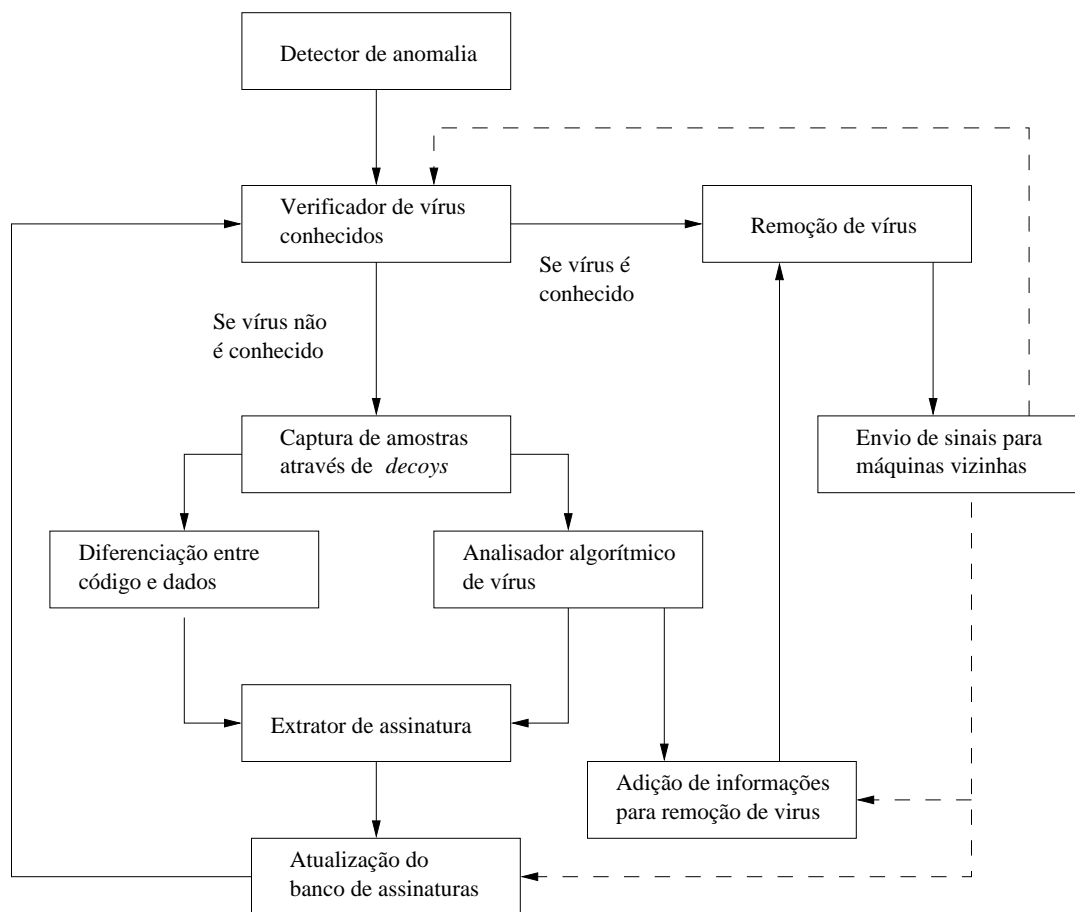 Detector de anomalia
Verificador de vírus
conhecidos
Remoção de vírus
Se vírus é
conhecido
Se vírus não
é conhecido
Captura de amostras
através de decoys
Envio de sinais para
máquinas vizinhas
Diferenciação entre
código e dados
Analisador algorítmico
de vírus
Extrator de assinatura
Adição de informações
para remoção de virus
Atualização do
banco de assinaturas